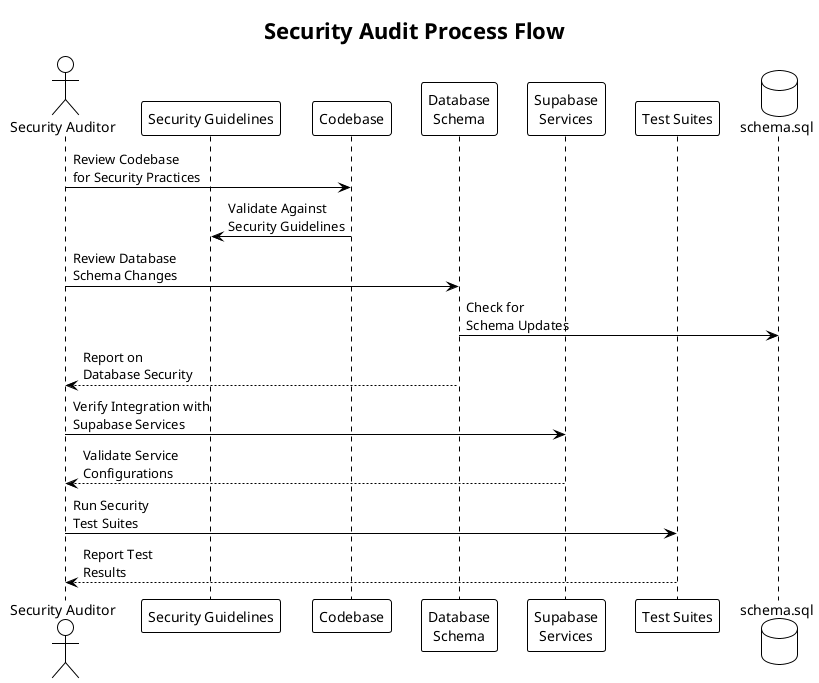 Security Audit Process Flow
Security Auditor
Security Guidelines
Codebase
Database
Schema
Supabase
Services
Test Suites
schema.sql
Review Codebase
for Security Practices
Validate Against
Security Guidelines
Review Database
Schema Changes
Check for
Schema Updates
Report on
Database Security
Verify Integration with
Supabase Services
Validate Service
Configurations
Run Security
Test Suites
Report Test
Results
Security Auditor
Security Guidelines
Codebase
Database
Schema
Supabase
Services
Test Suites
schema.sql